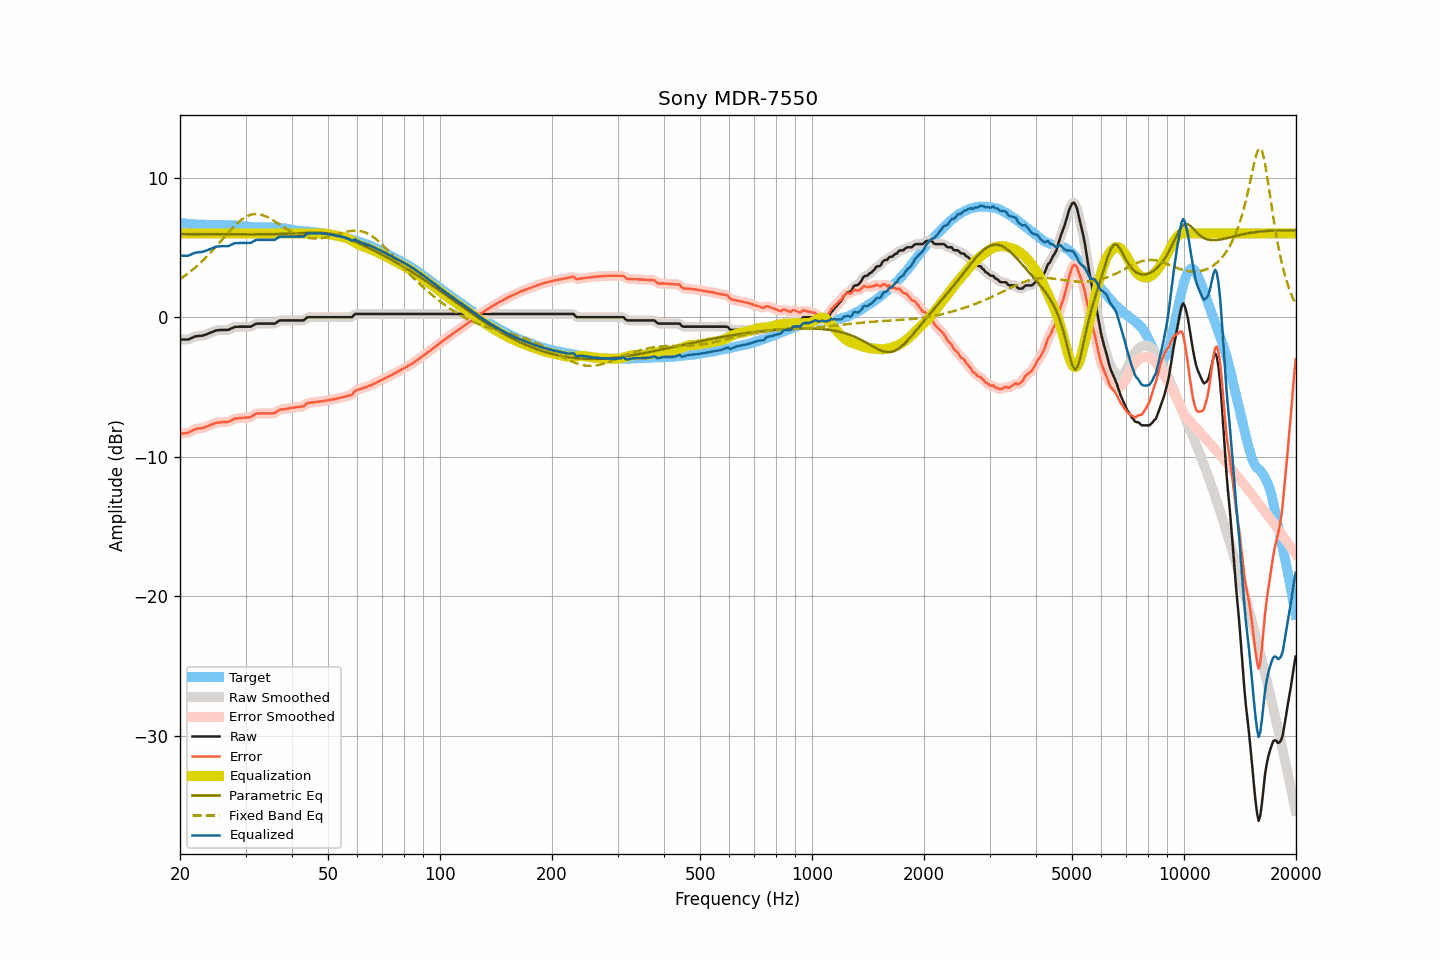 Sony MDR-7550
Amplitude (dBr)
10
0
−10
−20
−30
Target
Raw Smoothed
Error Smoothed
Raw
Error
Equalization
Parametric Eq
Fixed Band Eq
Equalized
20 50 100 200 500 1000 2000 5000 10000 20000
Frequency (Hz)